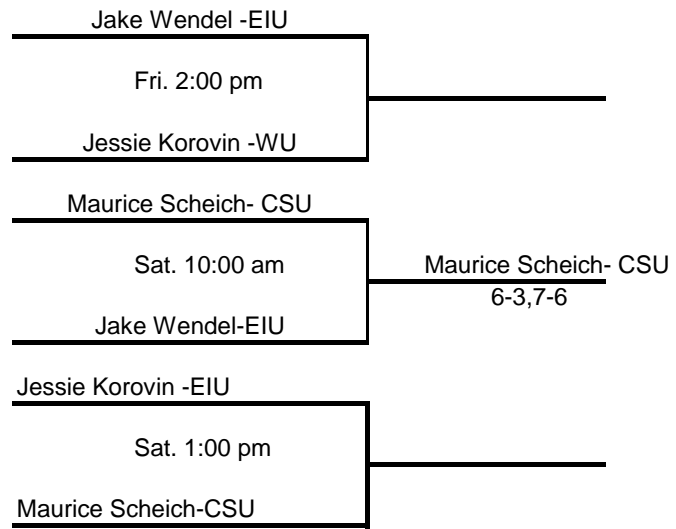 Jake Wendel -EIU
Fri. 2:00 pm
Jessie Korovin -WU
Maurice Scheich- CSU
Sat. 10:00 am
Maurice Scheich- CSU
6-3,7-6
Jake Wendel-EIU
Jessie Korovin -EIU
Sat. 1:00 pm
Maurice Scheich-CSU